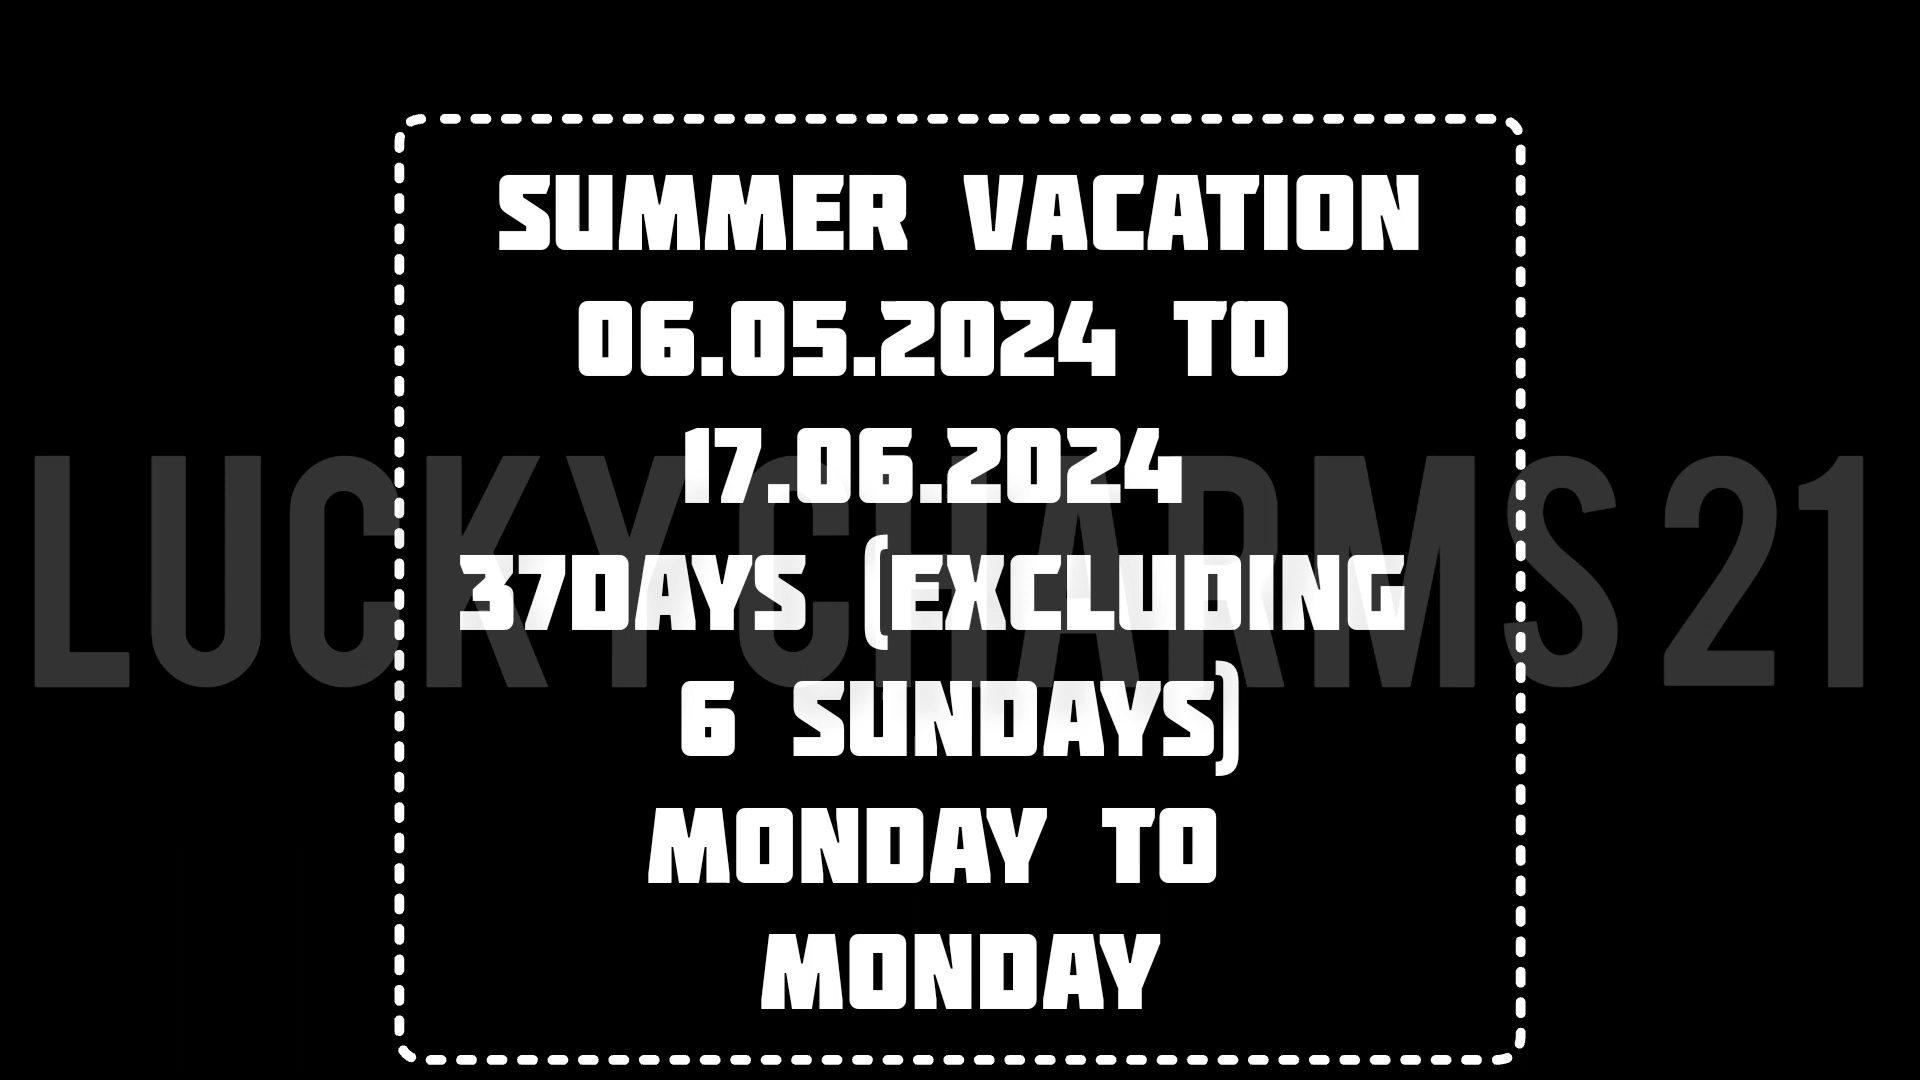 SUMMER VACATION
06.05.2024 TO
17.06.2024
LUCKYCHARMS21
37DAYS (EXCLUDING
6 SUNDAYS)
MONDAY TO
MONDAY